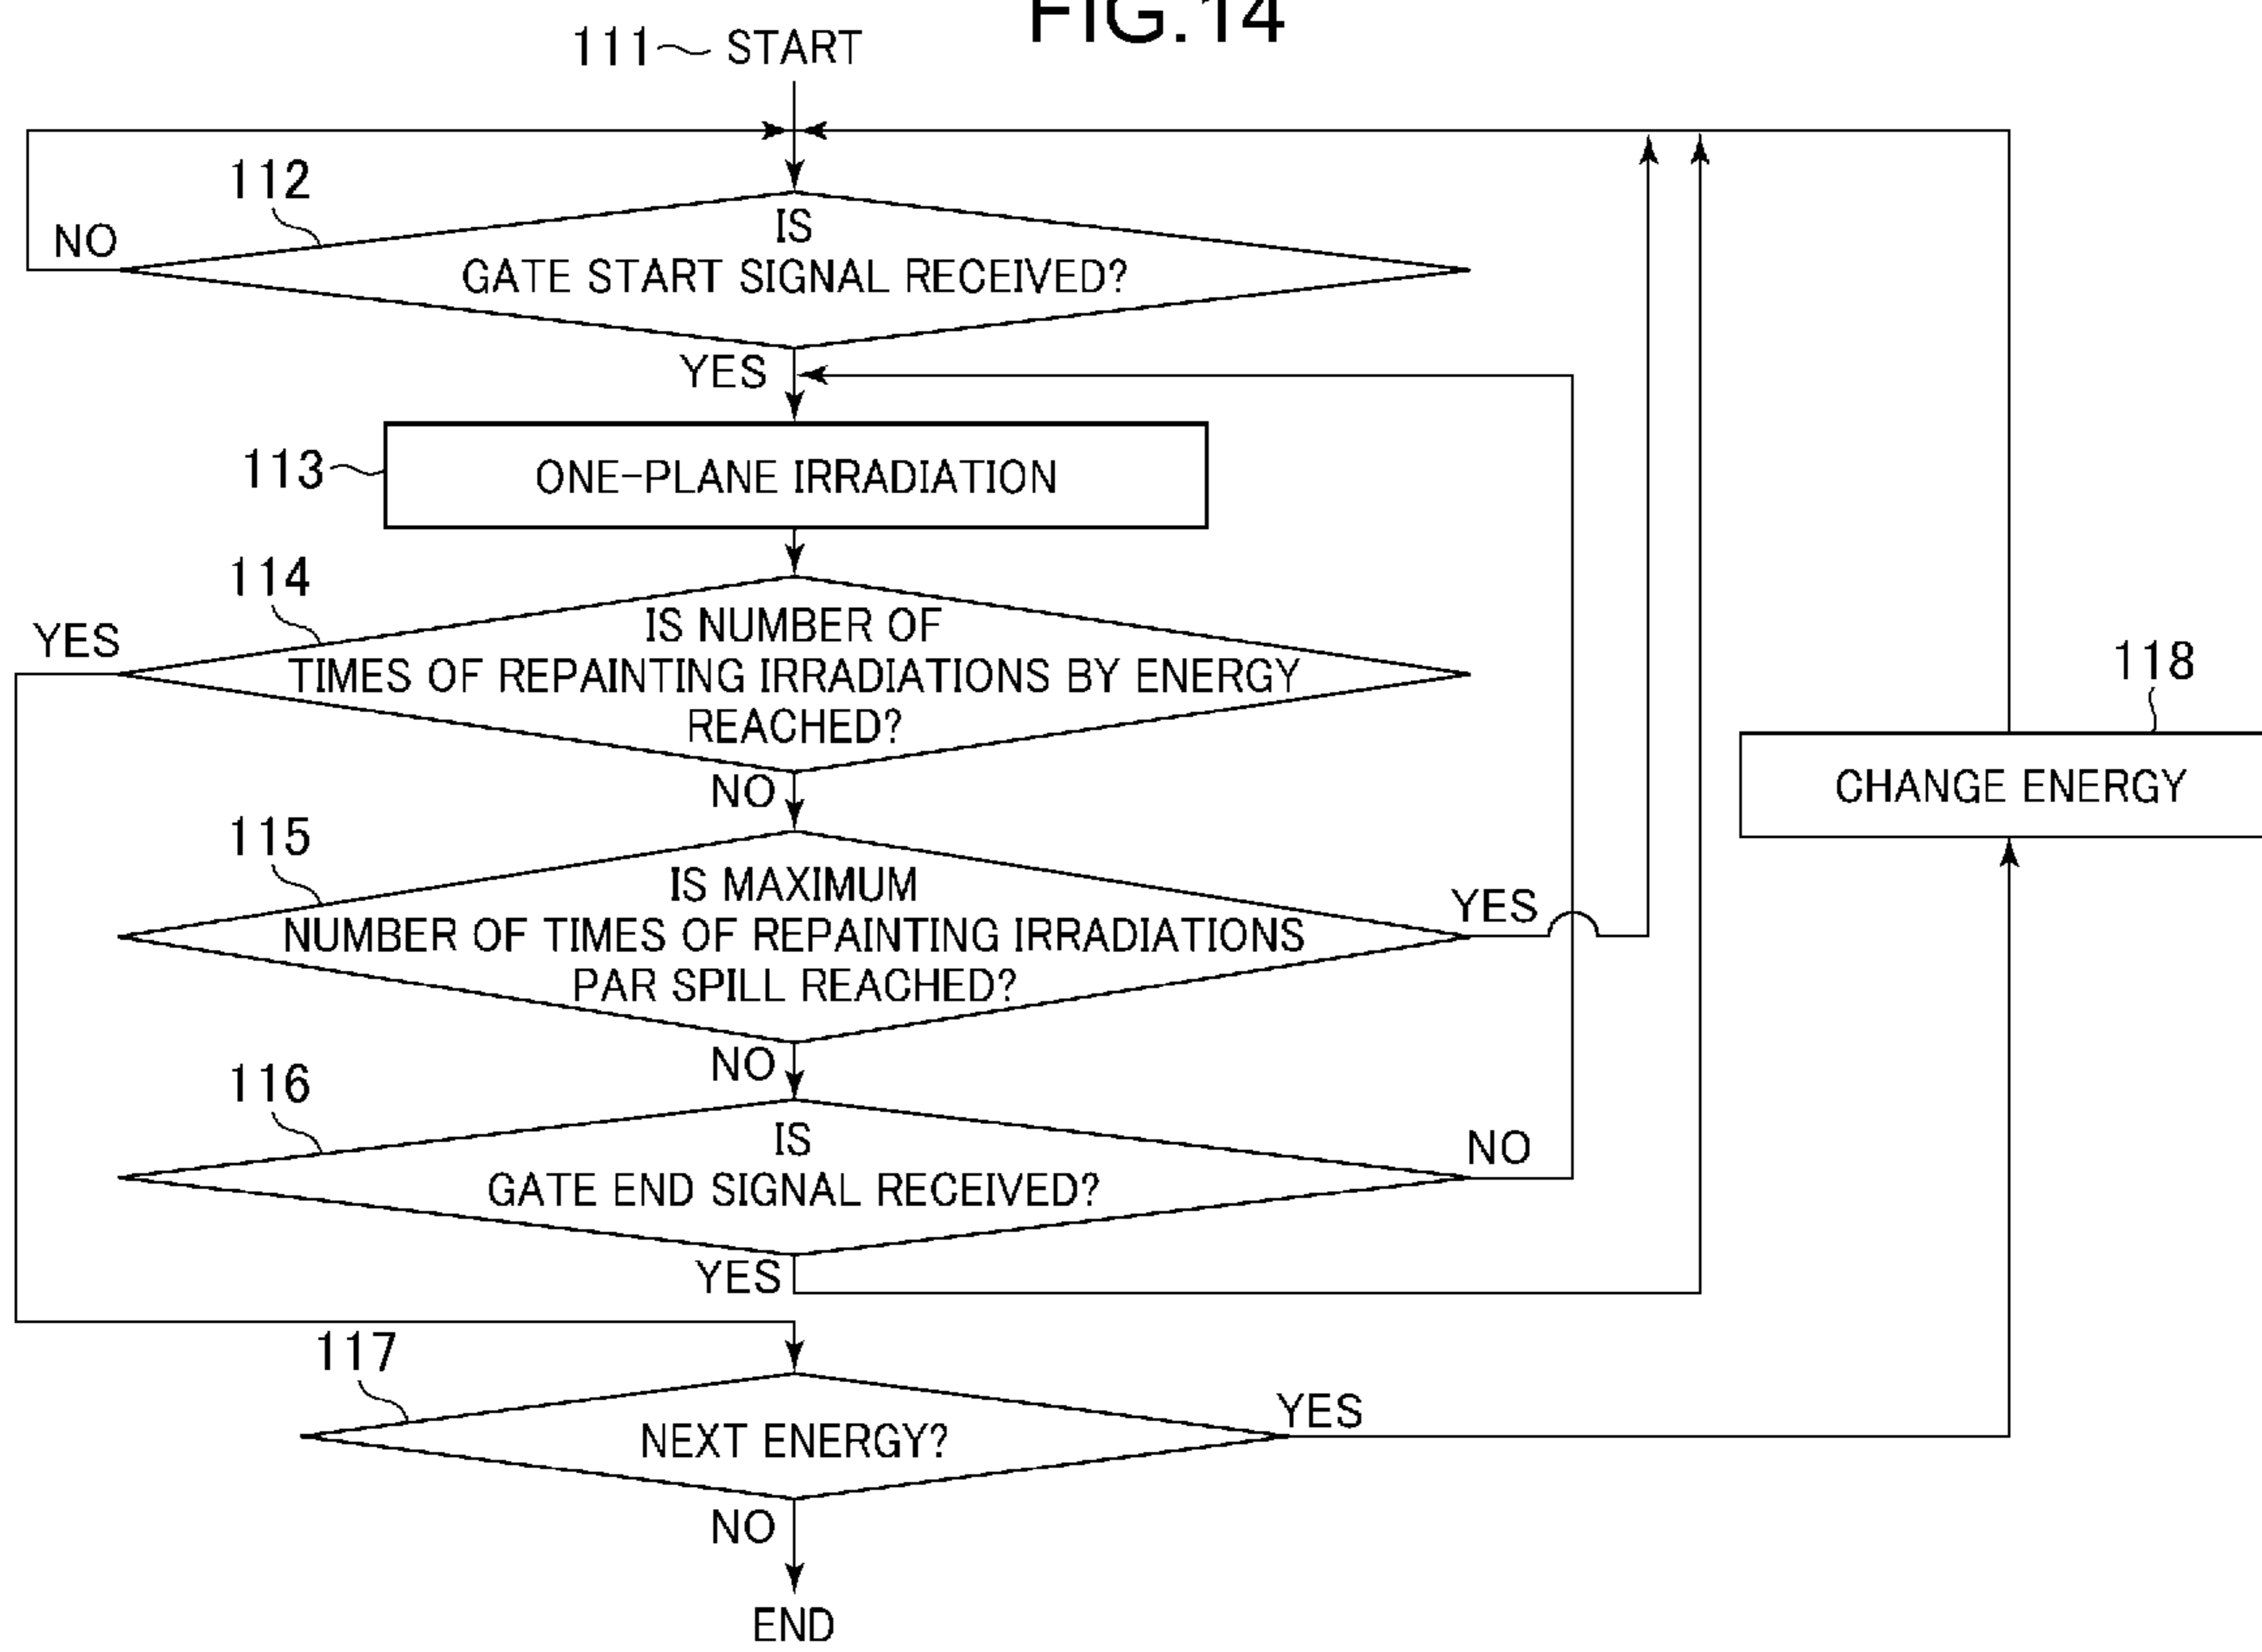 FIG.14
111 START
112
NO
IS
GATE START SIGNAL RECEIVED?
YES
113
ONE-PLANE IRRADIATION
114
YES
IS NUMBER OF
TIMES OF REPAINTING IRRADIATIONS BY ENERGY
REACHED?
118
NO
CHANGE ENERGY
115
IS MAXIMUM
NUMBER OF TIMES OF REPAINTING IRRADIATIONS
PAR SPILL REACHED?
YES
NO
116
IS
GATE END SIGNAL RECEIVED?
NO
YES
117
NEXT ENERGY?
YES
NO
END